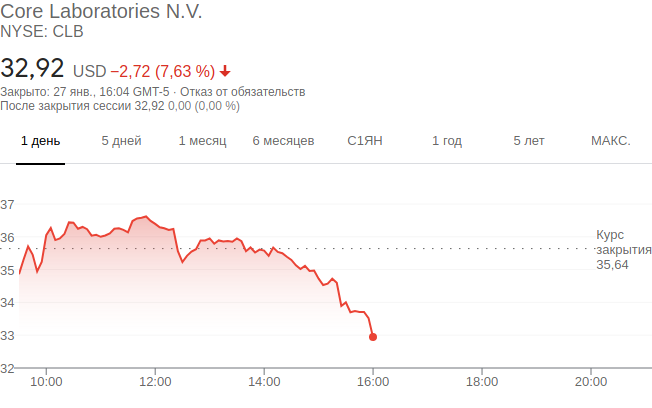 Core Laboratories N.V.
NYSE: CLB
32,92 USD −2,72 (7,63 %)
Закрыто: 27 янв., 16:04 GMT-5 · Отказ от обязательств
После закрытия сессии 32,92 0,00 (0,00 %)
1 день 5 дней 1 месяц 6 месяцев С1ЯН 1 год 5 лет МАКС.
37
36
35
34
33
32
Курс
закрытия
35,64
10:00 12:00 14:00 16:00 18:00 20:00